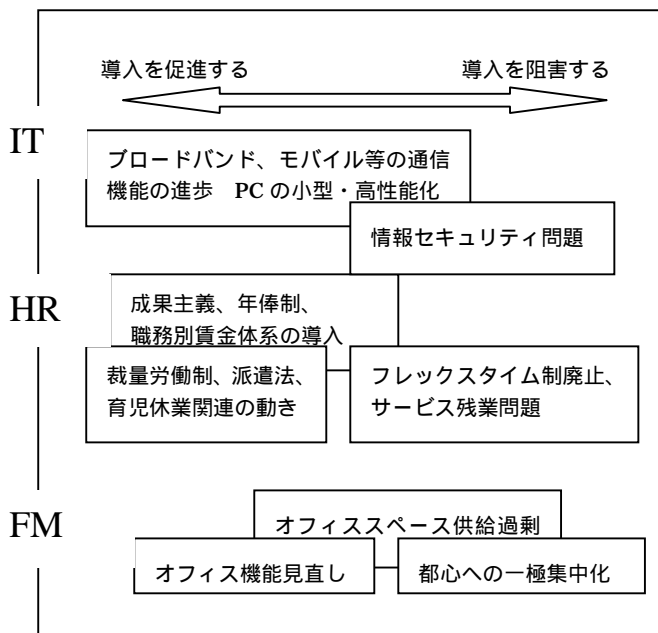 導入を促進する
導入を阻害する
IT
ブロードバンド、モバイル等の通信
機能の進歩　PC の小型・高性能化
情報セキュリティ問題
HR
成果主義、年俸制、
職務別賃金体系の導入
裁量労働制、派遣法、
育児休業関連の動き
フレックスタイム制廃止、
サービス残業問題
FM
オフィススペース供給過剰
オフィス機能見直し
都心への一極集中化